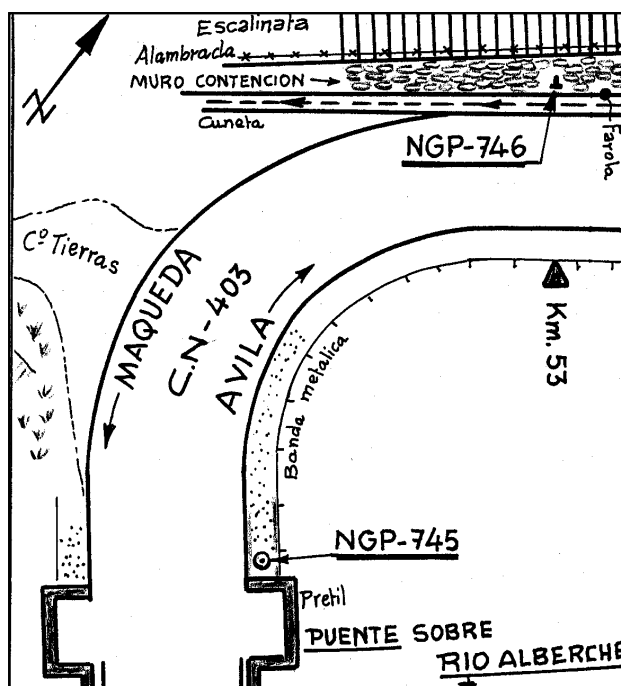 Escalinata
Alambrada
MURO CONTENCION
Cuneta
NGP-746
Farola
N
Cº Tierras
MAQUEDA
C.N-403
AVILA
Km. 53
Banda metálica
NGP-745
Pretil
PUENTE SOBRE
RIO ALBERCHE